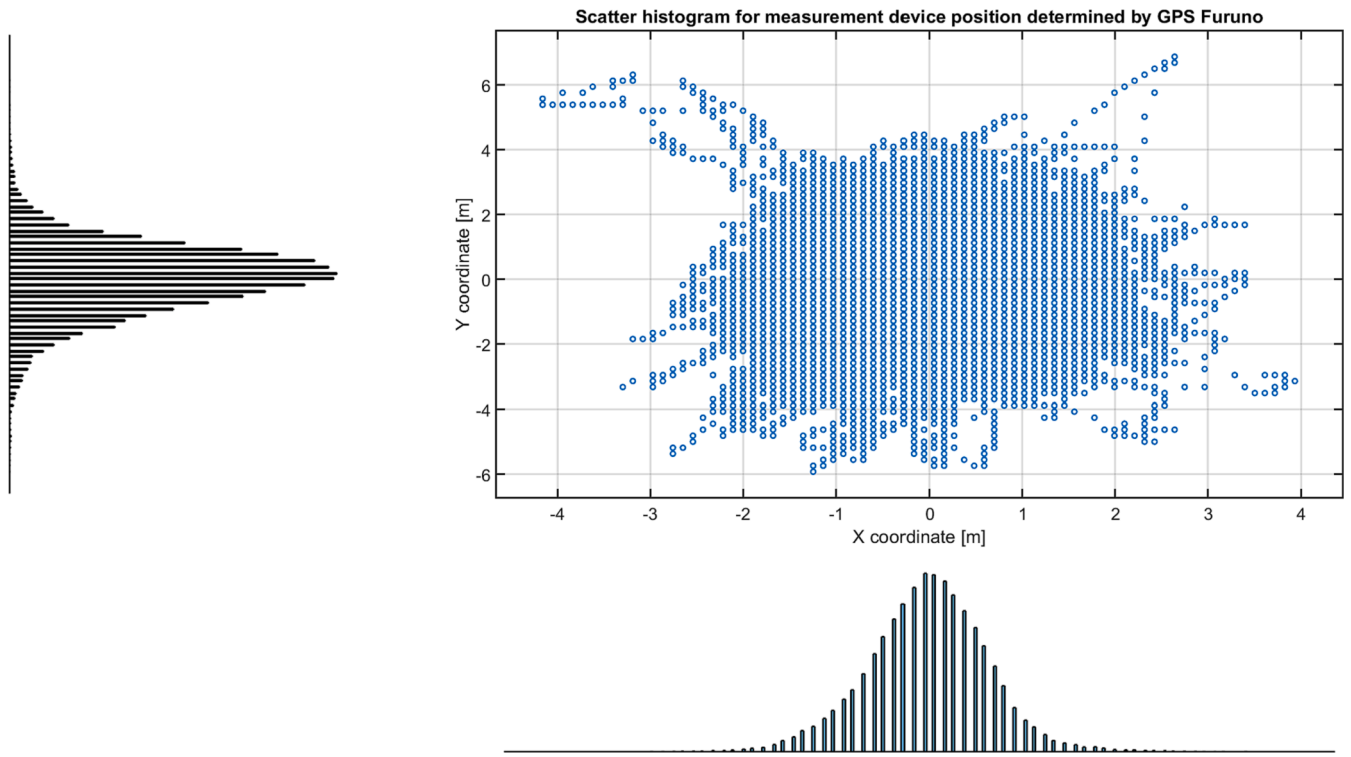 Scatter histogram for measurement device position determined by GPS Furuno
6
4
2
0
-2
-4
-6
Y coordinate [m]
-4 -3 -2 -1 0 1 2 3 4
X coordinate [m]